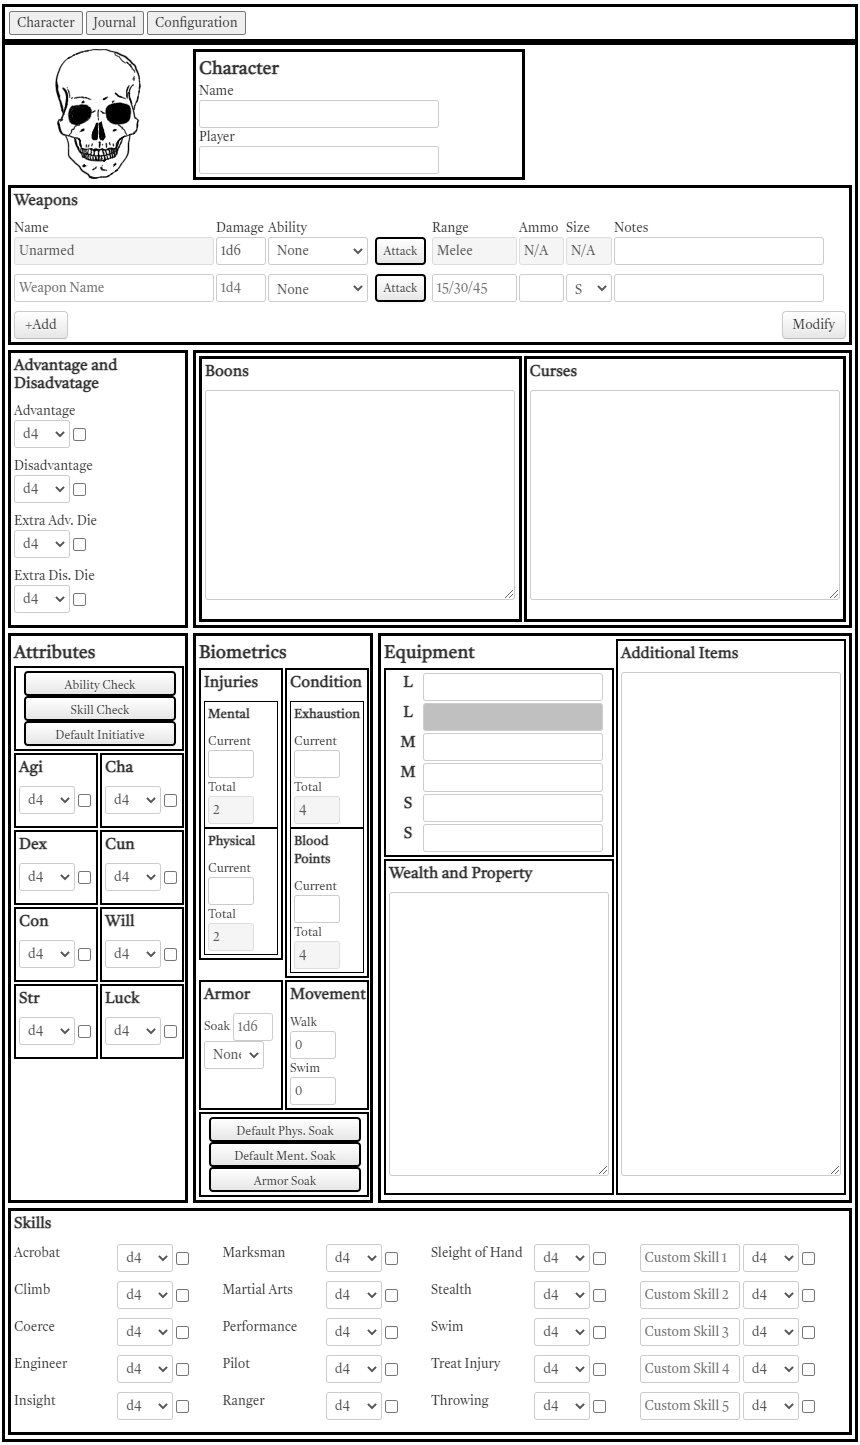 Character Journal Configuration
Character
Name
Player
Weapons
Name Damage Ability Range Ammo Size Notes
Unarmed 1d6 None Attack Melee N/A N/A
Weapon Name 1d4 None Attack 15/30/45 S
+Add Modify
Advantage and
Disadvatage
Advantage
d4
Disadvantage
d4
Extra Adv. Die
d4
Extra Dis. Die
d4
Boons
Curses
Attributes
Ability Check
Skill Check
Default Initiative
Agi Cha
d4 d4
Dex Cun
d4 d4
Con Will
d4 d4
Str Luck
d4 d4
Biometrics
Injuries
Mental
Current
Total
2
Physical
Current
Total
2
Condition
Exhaustion
Current
Total
4
Blood
Points
Current
Total
4
Armor
Soak 1d6
None
Movement
Walk
0
Swim
0
Default Phys. Soak
Default Ment. Soak
Armor Soak
Equipment
L
L
M
M
S
S
Wealth and Property
Additional Items
Skills
Acrobat d4 Marksman d4 Sleight of Hand d4 Custom Skill 1 d4
Climb d4 Martial Arts d4 Stealth d4 Custom Skill 2 d4
Coerce d4 Performance d4 Swim d4 Custom Skill 3 d4
Engineer d4 Pilot d4 Treat Injury d4 Custom Skill 4 d4
Insight d4 Ranger d4 Throwing d4 Custom Skill 5 d4